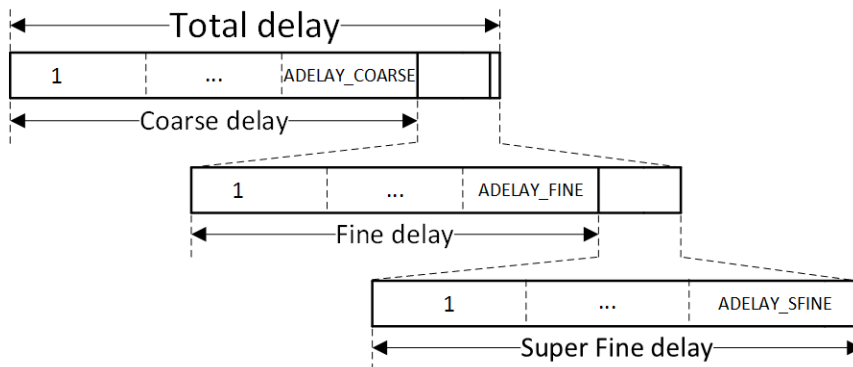 Total delay
1 ... ADELAY_COARSE
Coarse delay
1 ... ADELAY_FINE
Fine delay
1 ... ADELAY_SFINE
Super Fine delay